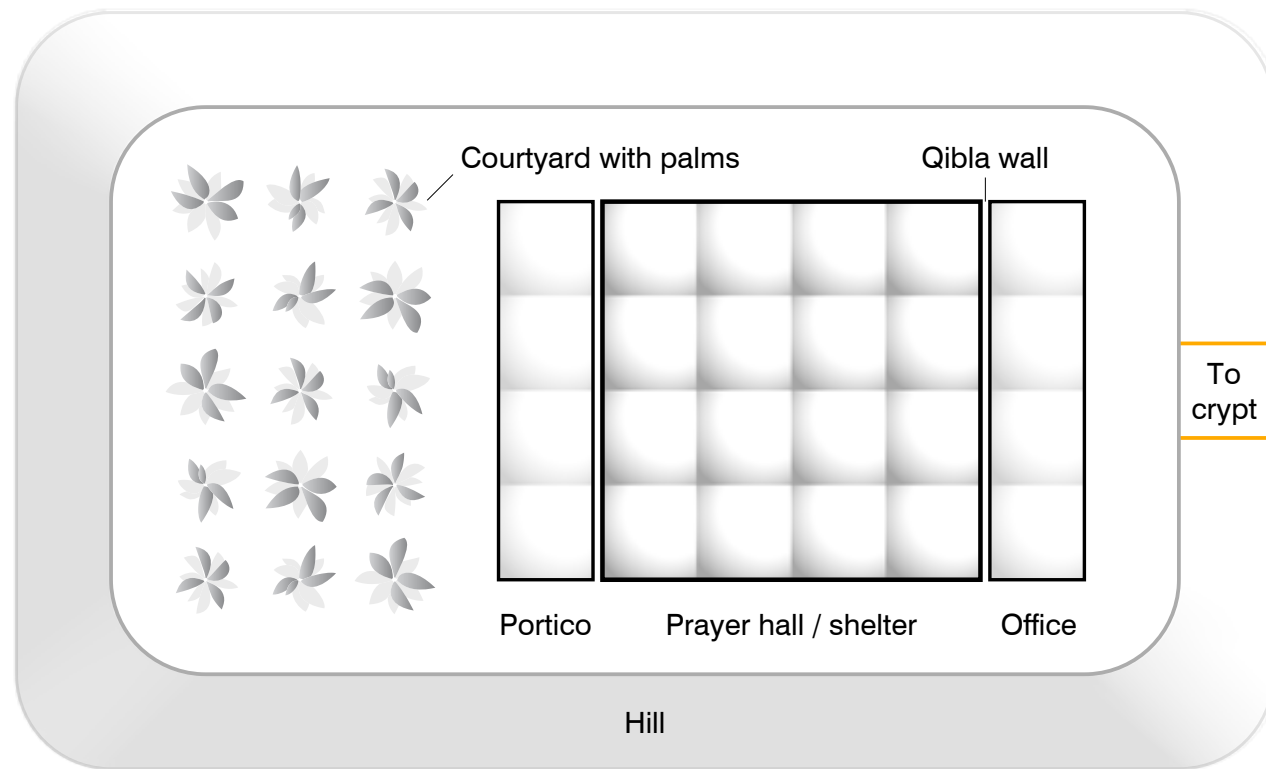 Courtyard with palms
Qibla wall
To
crypt
Portico
Prayer hall / shelter
Office
Hill